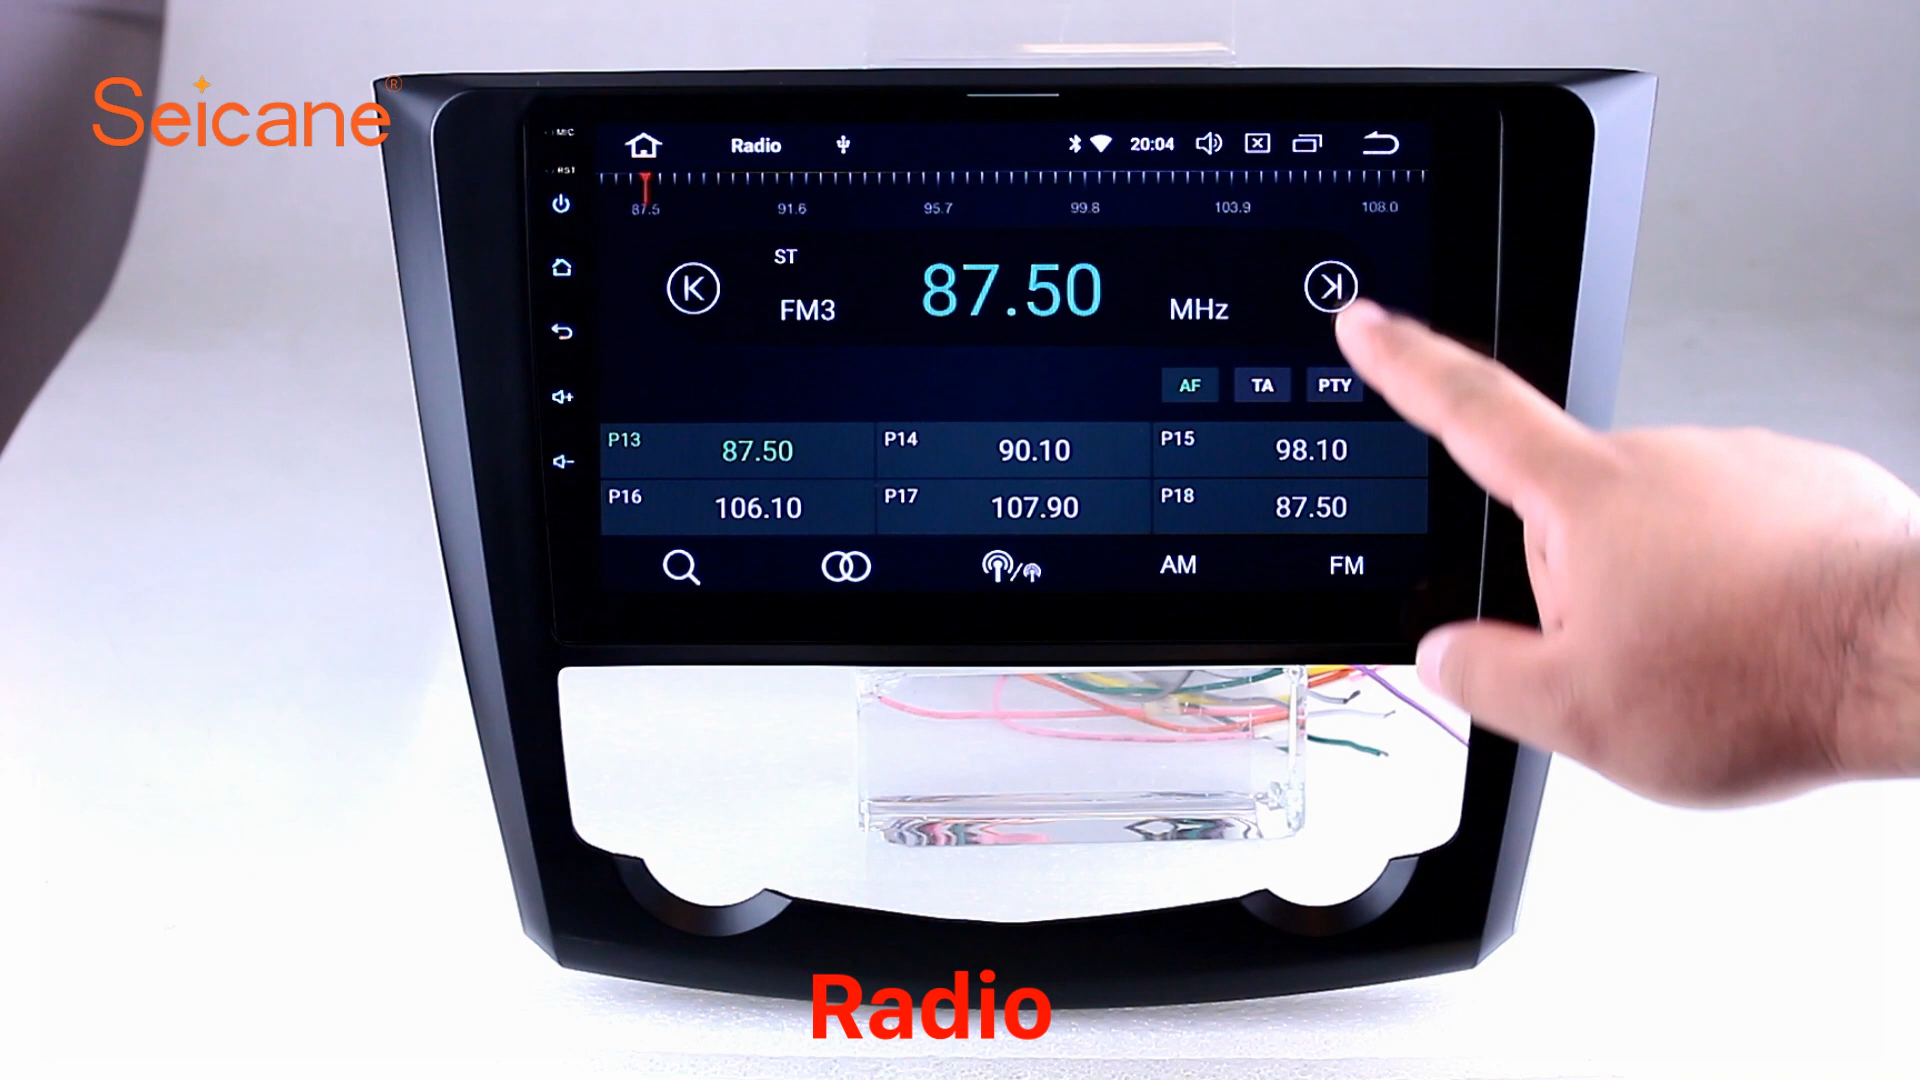 Seicane®
MIC
RST
Radio 20:04
87.5 91.6 95.7 99.8 103.9 108.0
ST
FM3 87.50 MHz
AF TA PTY
P13 87.50 P14 90.10 P15 98.10
P16 106.10 P17 107.90 P18 87.50
AM FM
Radio